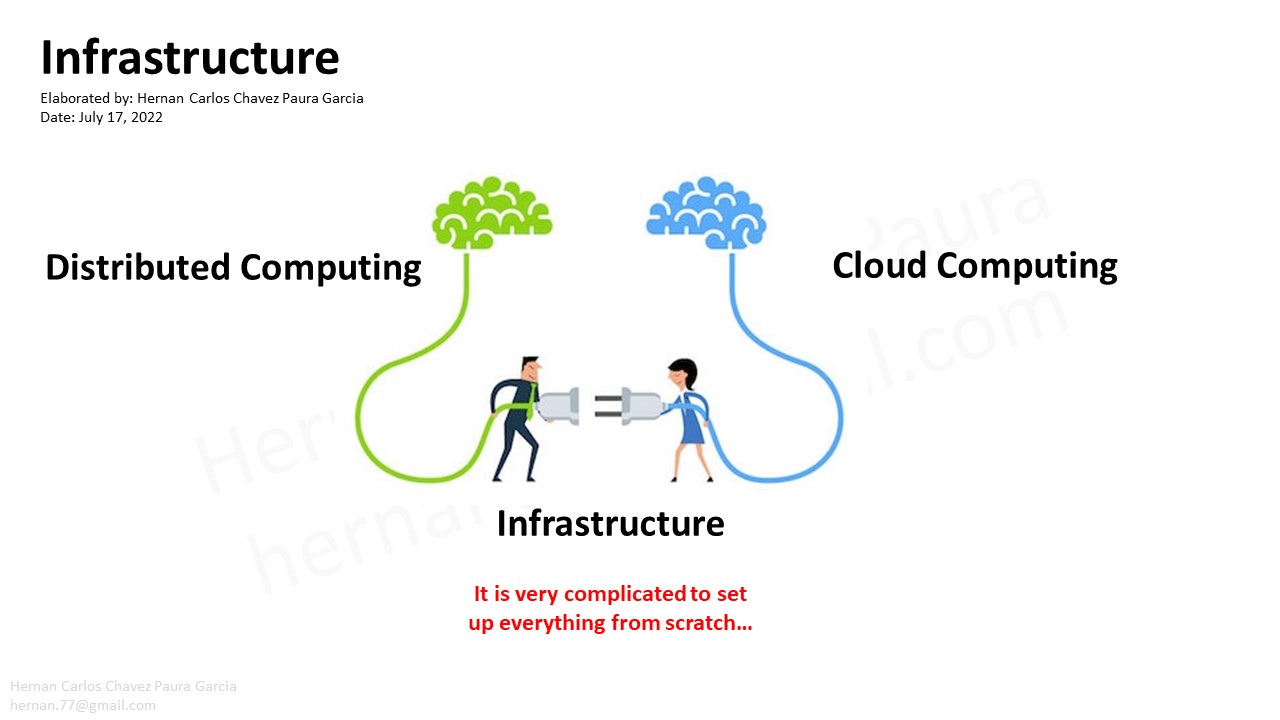 Infrastructure
Elaborated by: Hernan Carlos Chavez Paura Garcia
Date: July 17, 2022
Distributed Computing
Cloud Computing
Infrastructure
It is very complicated to set
up everything from scratch...
Hernan Carlos Chavez Paura Garcia
hernan.77@gmail.com